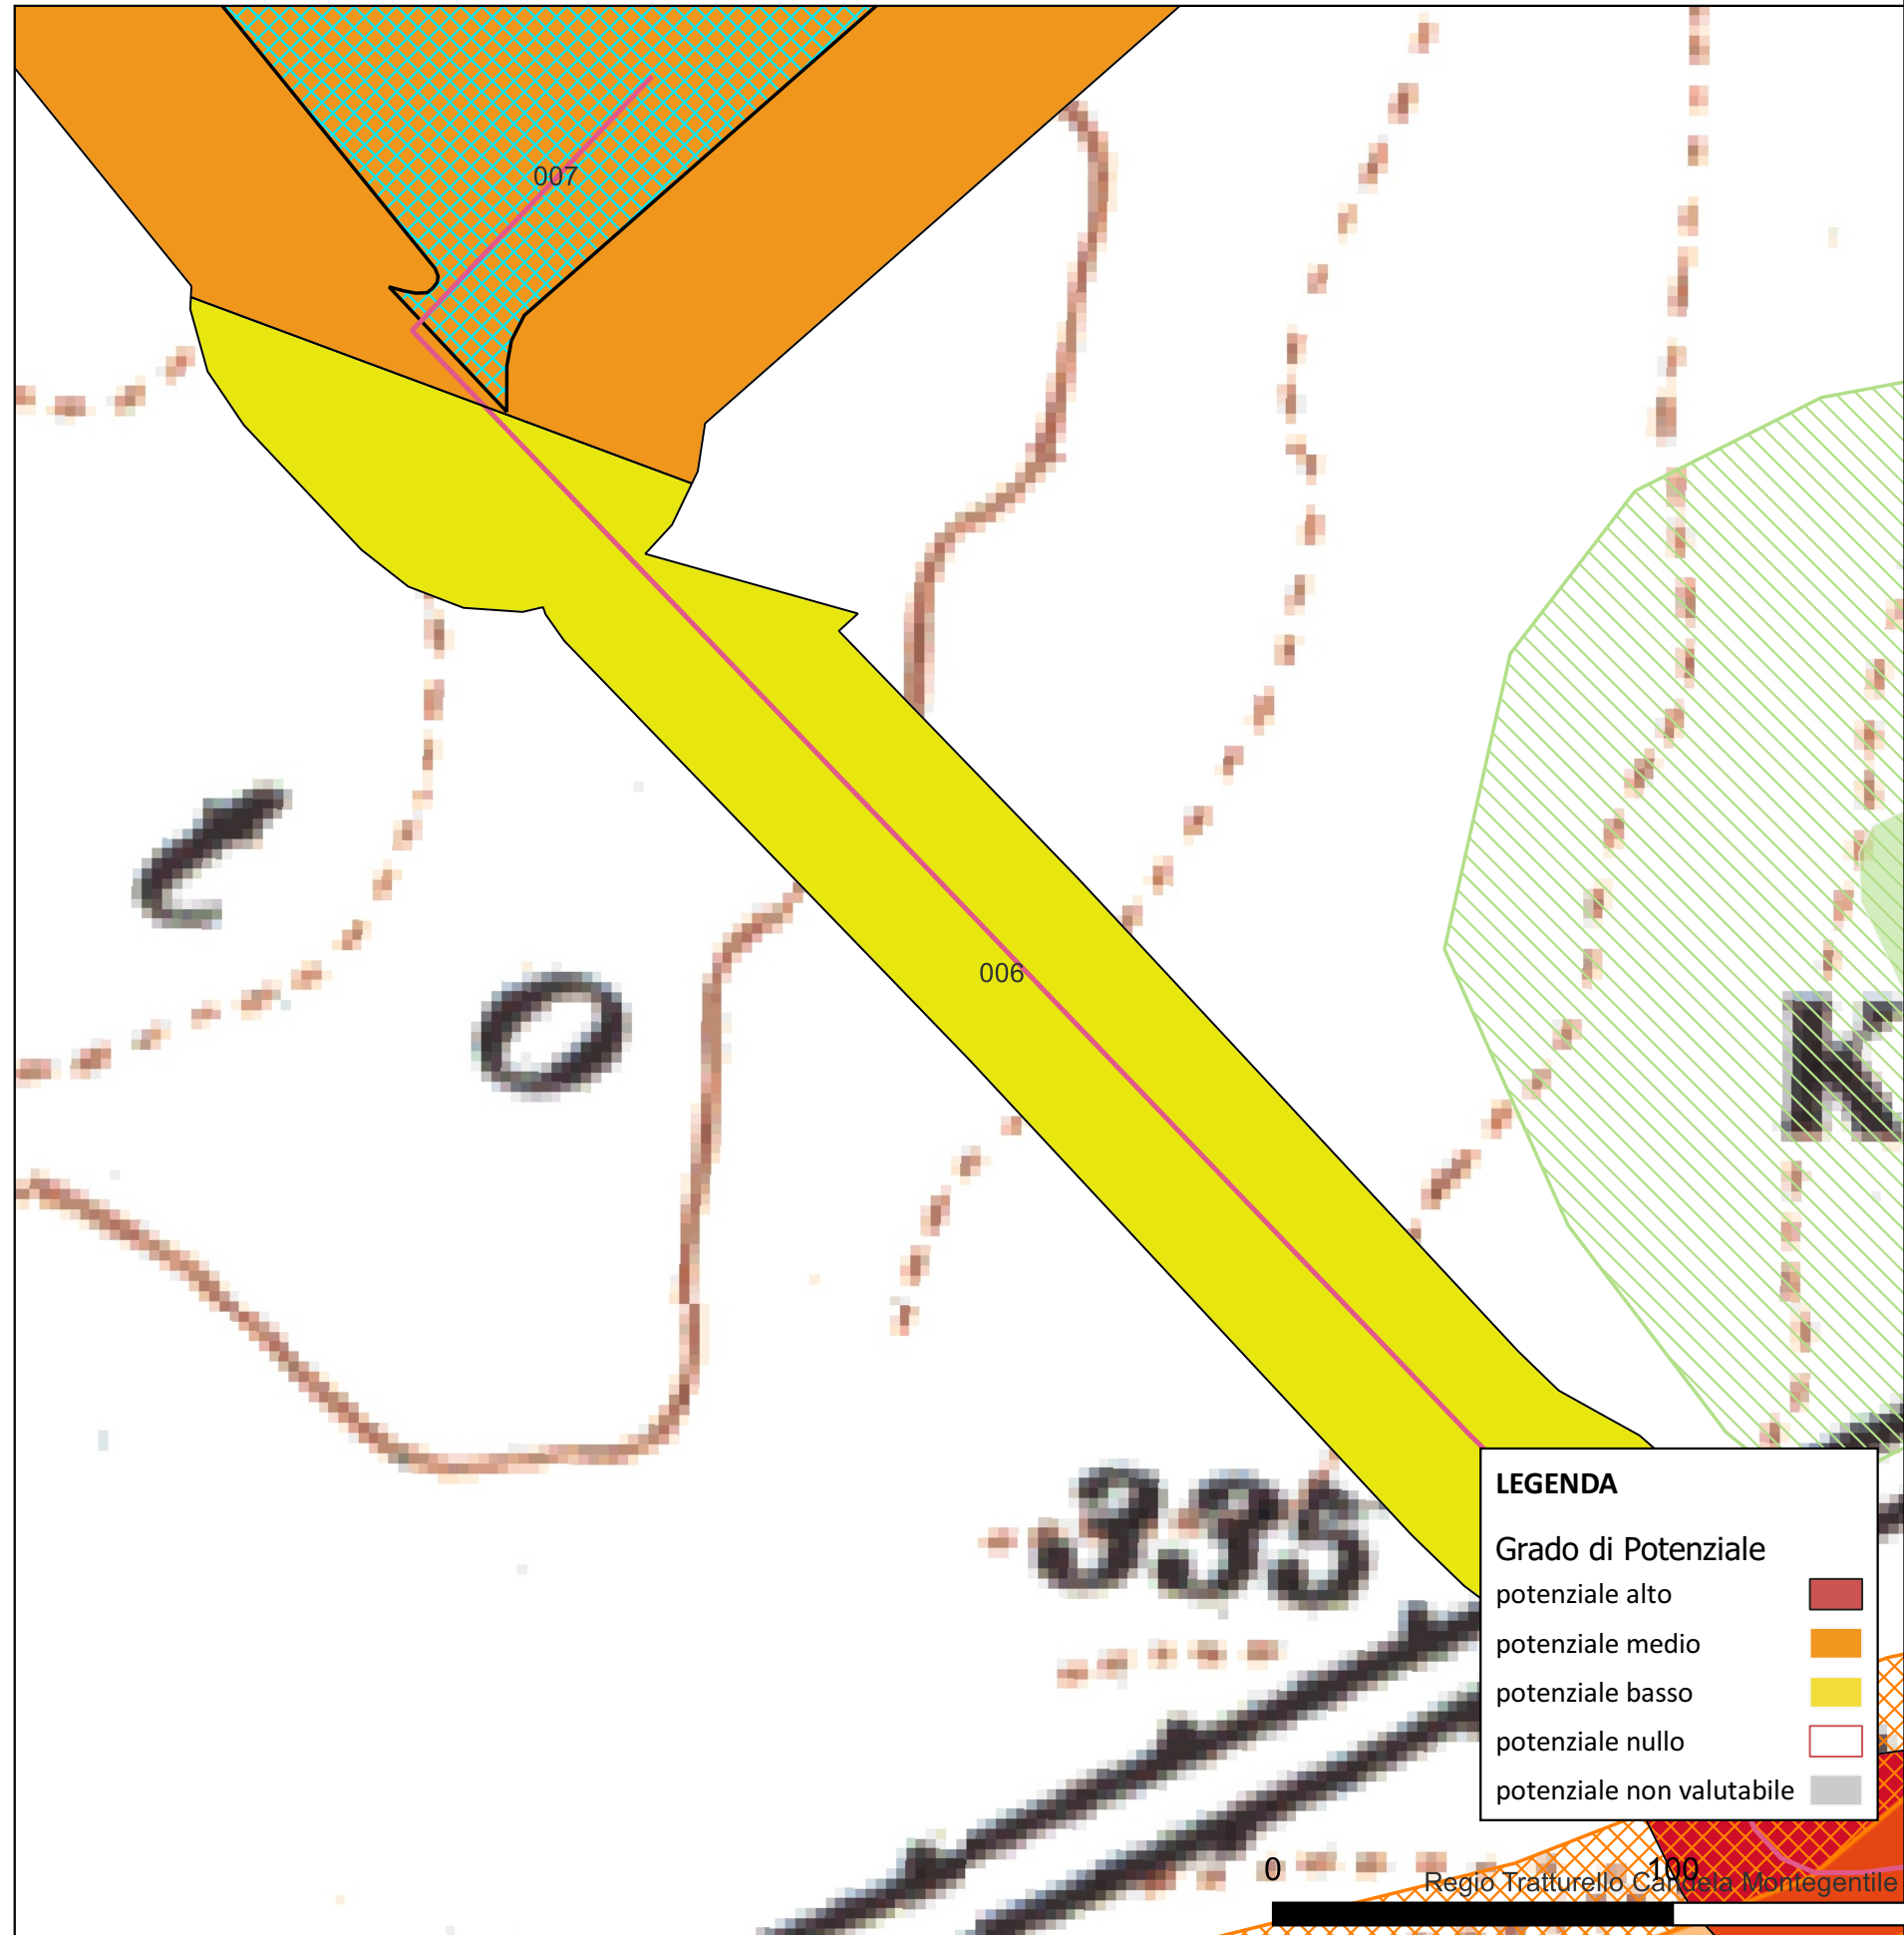 007
006
O
K
335
LEGENDA
Grado di Potenziale
potenziale alto
potenziale medio
potenziale basso
potenziale nullo
potenziale non valutabile
0 100
Regio Tratturello Candela Montegentile